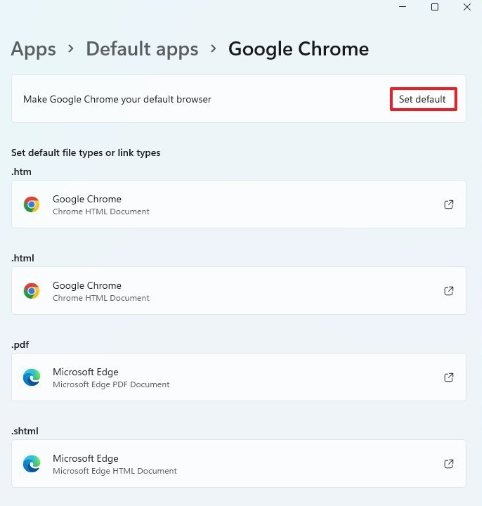 Apps > Default apps > Google Chrome
Make Google Chrome your default browser
Set default
Set default file types or link types
.htm
Google Chrome
Chrome HTML Document
.html
Google Chrome
Chrome HTML Document
.pdf
Microsoft Edge
Microsoft Edge PDF Document
.shtml
Microsoft Edge
Microsoft Edge HTML Document